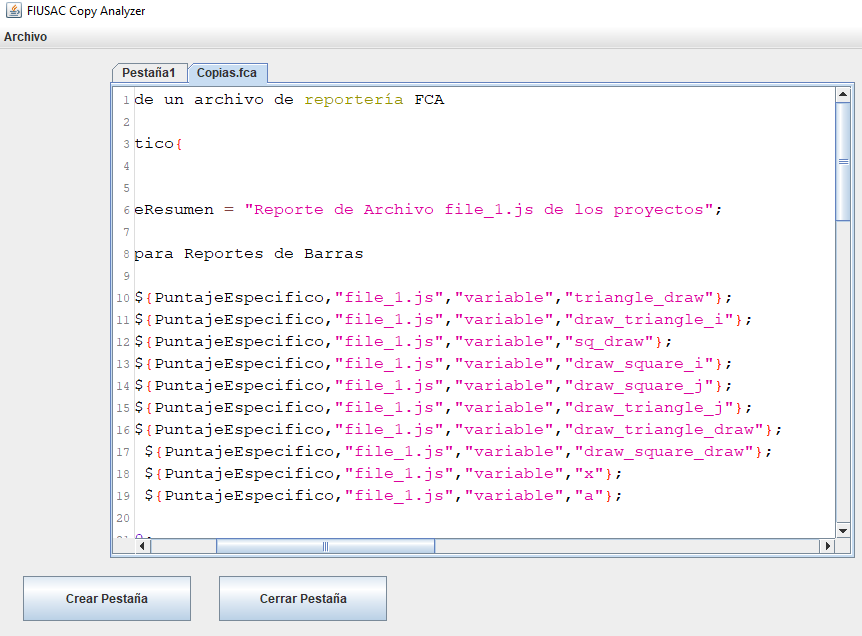 FIUSAC Copy Analyzer
Archivo
Pestaña1 Copias.fca
1 de un archivo de reportería FCA
2
3 tico{
4
5
6 eResumen = "Reporte de Archivo file_1.js de los proyectos";
7
8 para Reportes de Barras
9
10 ${PuntajeEspecifico,"file_1.js","variable","triangle_draw"};
11 ${PuntajeEspecifico,"file_1.js","variable","draw_triangle_i"};
12 ${PuntajeEspecifico,"file_1.js","variable","sq_draw"};
13 ${PuntajeEspecifico,"file_1.js","variable","draw_square_i"};
14 ${PuntajeEspecifico,"file_1.js","variable","draw_square_j"};
15 ${PuntajeEspecifico,"file_1.js","variable","draw_triangle_j"};
16 ${PuntajeEspecifico,"file_1.js","variable","draw_triangle_draw"};
17 ${PuntajeEspecifico,"file_1.js","variable","draw_square_draw"};
18 ${PuntajeEspecifico,"file_1.js","variable","x"};
19 ${PuntajeEspecifico,"file_1.js","variable","a"};
20
Crear Pestaña Cerrar Pestaña